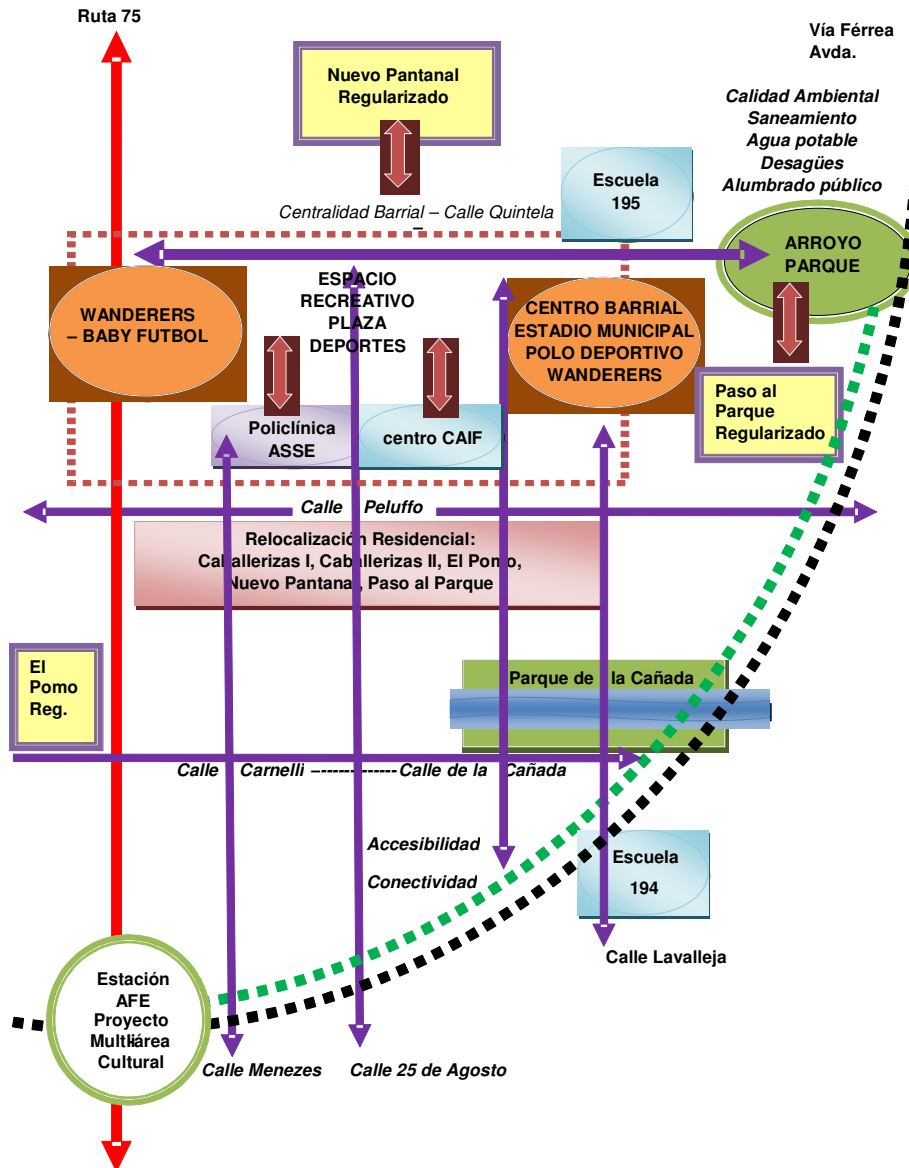 Ruta 75
Vía Férrea
Avda.
Nuevo Pantanal
Regularizado
Calidad Ambiental
Saneamiento
Agua potable
Desagües
Alumbrado público
Escuela
195
Centralidad Barrial – Calle Quintela
–
ARROYO
PARQUE
WANDERERS
– BABY FUTBOL
ESPACIO
RECREATIVO
PLAZA
DEPORTES
CENTRO BARRIAL
ESTADIO MUNICIPAL
POLO DEPORTIVO
WANDERERS
Policlínica
ASSE
centro CAIF
Paso al
Parque
Regularizado
Calle Peluffo
Relocalización Residencial:
Caballerizas I, Caballerizas II, El Pomo,
Nuevo Pantanal, Paso al Parque
El
Pomo
Reg.
Parque de la Cañada
Calle Carnelli ------------- Calle de la Cañada
Accesibilidad
Conectividad
Escuela
194
Calle Lavalleja
Estación
AFE
Proyecto
Multiárea
Cultural
Calle Menezes
Calle 25 de Agosto